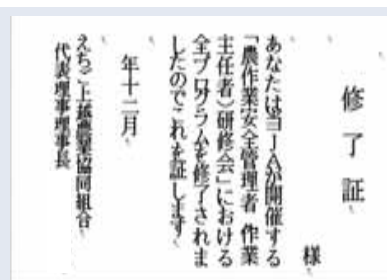 修了証
様
あなたは当JAが開催する
「農作業安全管理者(作業
主任者)研修会」における
全プログラムを修了されま
したのでこれを証します
年十二月
えちご上越農業協同組合
代表理事理事長